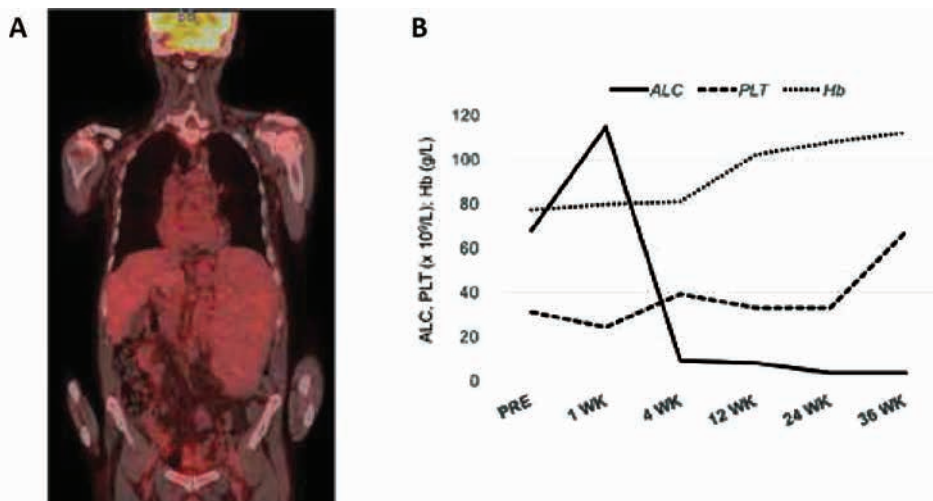 A
B
ALC PLT Hb
ALC, PLT (x 10⁹/L); Hb (g/L)
120
100
80
60
40
20
0
PRE
1 WK
4 WK
12 WK
24 WK
36 WK